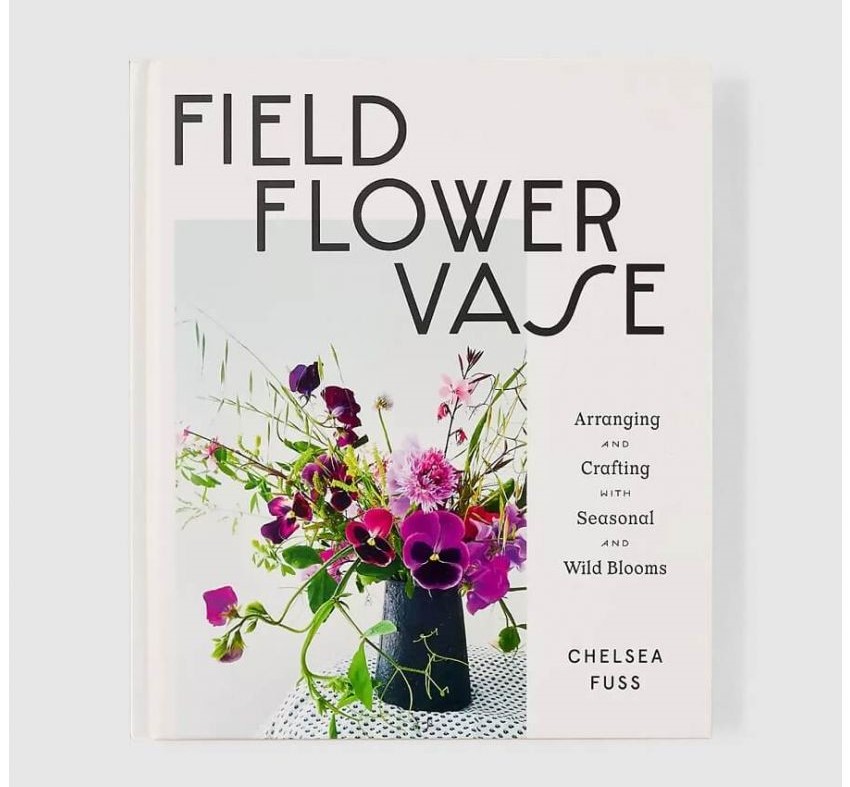 FIELD
FLOWER
VASE
Arranging
AND
Crafting
WITH
Seasonal
AND
Wild Blooms
CHELSEA
FUSS